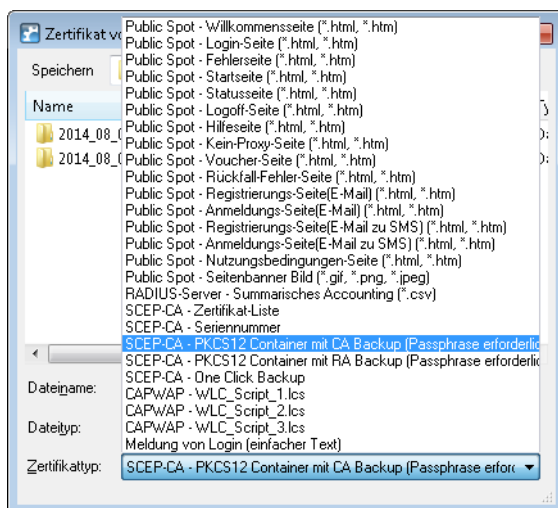 Zertifikat
Public Spot - Willkommensseite (*.html, *.htm)
Public Spot - Login-Seite (*.html, *.htm)
Public Spot - Fehlerseite (*.html, *.htm)
Public Spot - Startseite (*.html, *.htm)
Public Spot - Statusseite (*.html, *.htm)
Public Spot - Logoff-Seite (*.html, *.htm)
Public Spot - Hilfeseite (*.html, *.htm)
Public Spot - Kein-Proxy-Seite (*.html, *.htm)
Public Spot - Voucher-Seite (*.html, *.htm)
Public Spot - Rückfall-Fehler-Seite (*.html, *.htm)
Public Spot - Registrierungs-Seite(E-Mail) (*.html, *.htm)
Public Spot - Anmeldungs-Seite(E-Mail) (*.html, *.htm)
Public Spot - Registrierungs-Seite(E-Mail zu SMS) (*.html, *.htm)
Public Spot - Anmeldungs-Seite(E-Mail zu SMS) (*.html, *.htm)
Public Spot - Nutzungsbedingungen-Seite (*.html, *.htm)
Public Spot - Seitenbanner Bild (*.gif, *.png, *.jpeg)
RADIUS-Server - Summarisches Accounting (*.csv)
SCEP-CA - Zertifikat-Liste
SCEP-CA - Seriennummer
SCEP-CA - PKCS12 Container mit CA Backup (Passphrase erforderlic
SCEP-CA - PKCS12 Container mit RA Backup (Passphrase erforderlic
SCEP-CA - One Click Backup
CAPWAP - WLC_Script_1.lcs
CAPWAP - WLC_Script_2.lcs
CAPWAP - WLC_Script_3.lcs
Meldung von Login (einfacher Text)
Speichern
Name
2014_08_0
2014_08_0
Dateiname:
Dateityp:
Zertifikattyp:
SCEP-CA - PKCS12 Container mit CA Backup (Passphrase erforc